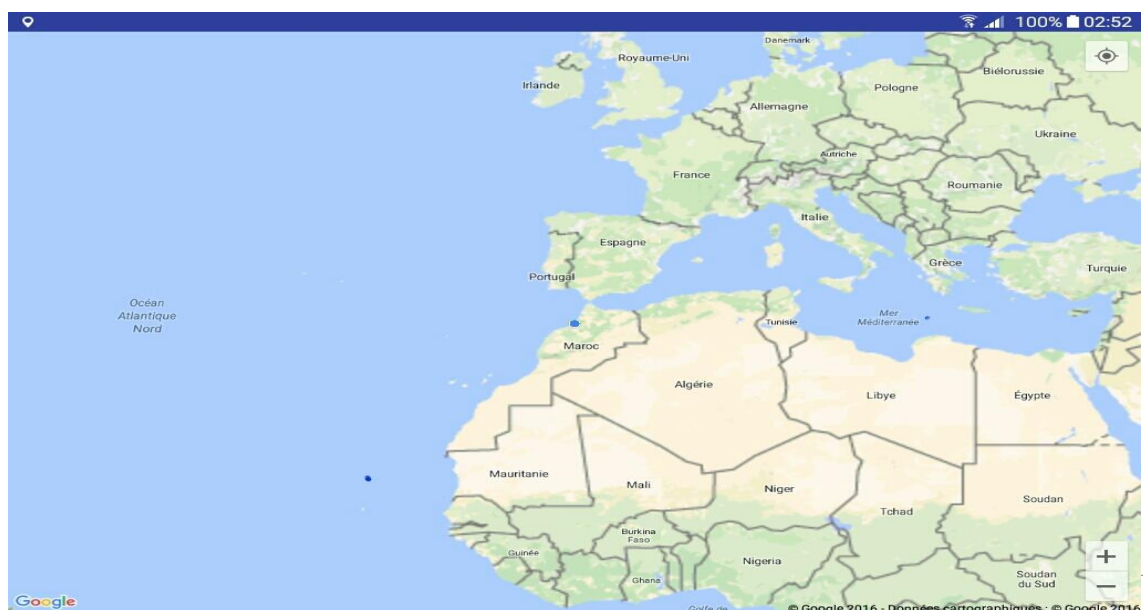 100% 02:52
Danemark
Royaume-Uni
Irlande
Biélorussie
Pologne
Allemagne
Ukraine
Autriche
France
Roumanie
Italie
Espagne
Grèce
Portugal
Turquie
Océan
Atlantique
Nord
Mer
Méditerranée
Tunisie
Maroc
Algérie
Libye
Égypte
Mauritanie
Mali
Niger
Soudan
Tchad
Burkina
Faso
Guinée
Nigeria
Ghana
Soudan
du Sud
Google
Golfe de
© Google 2016 - Données cartographiques : © Google 2016